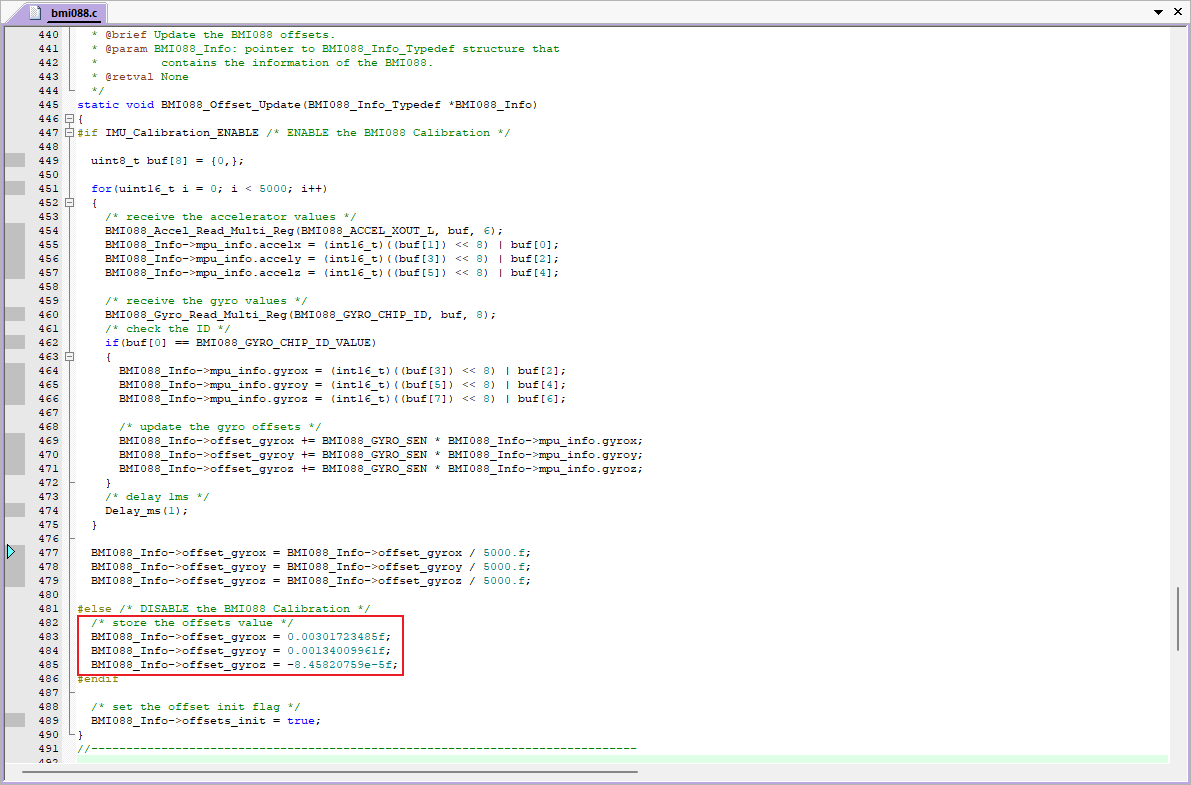 bmi088.c
440 * @brief Update the BMI088 offsets.
441 * @param BMI088_Info: pointer to BMI088_Info_Typedef structure that
442 *         contains the information of the BMI088.
443 * @retval None
444 */
445 static void BMI088_Offset_Update(BMI088_Info_Typedef *BMI088_Info)
446 {
447 #if IMU_Calibration_ENABLE /* ENABLE the BMI088 Calibration */
448
449 uint8_t buf[8] = {0,};
450
451 for(uint16_t i = 0; i < 5000; i++)
452 {
453 /* receive the accelerator values */
454 BMI088_Accel_Read_Multi_Reg(BMI088_ACCEL_XOUT_L, buf, 6);
455 BMI088_Info->mpu_info.accelx = (int16_t)((buf[1]) << 8) | buf[0];
456 BMI088_Info->mpu_info.accely = (int16_t)((buf[3]) << 8) | buf[2];
457 BMI088_Info->mpu_info.accelz = (int16_t)((buf[5]) << 8) | buf[4];
458
459 /* receive the gyro values */
460 BMI088_Gyro_Read_Multi_Reg(BMI088_GYRO_CHIP_ID, buf, 8);
461 /* check the ID */
462 if(buf[0] == BMI088_GYRO_CHIP_ID_VALUE)
463 {
464 BMI088_Info->mpu_info.gyrox = (int16_t)((buf[3]) << 8) | buf[2];
465 BMI088_Info->mpu_info.gyroy = (int16_t)((buf[5]) << 8) | buf[4];
466 BMI088_Info->mpu_info.gyroz = (int16_t)((buf[7]) << 8) | buf[6];
467
468 /* update the gyro offsets */
469 BMI088_Info->offset_gyrox += BMI088_GYRO_SEN * BMI088_Info->mpu_info.gyrox;
470 BMI088_Info->offset_gyroy += BMI088_GYRO_SEN * BMI088_Info->mpu_info.gyroy;
471 BMI088_Info->offset_gyroz += BMI088_GYRO_SEN * BMI088_Info->mpu_info.gyroz;
472 }
473 /* delay 1ms */
474 Delay_ms(1);
475 }
476
477 BMI088_Info->offset_gyrox = BMI088_Info->offset_gyrox / 5000.f;
478 BMI088_Info->offset_gyroy = BMI088_Info->offset_gyroy / 5000.f;
479 BMI088_Info->offset_gyroz = BMI088_Info->offset_gyroz / 5000.f;
480
481 #else /* DISABLE the BMI088 Calibration */
482 /* store the offsets value */
483 BMI088_Info->offset_gyrox = 0.00301723485f;
484 BMI088_Info->offset_gyroy = 0.00134009961f;
485 BMI088_Info->offset_gyroz = -8.45820759e-5f;
486 #endif
487
488 /* set the offset init flag */
489 BMI088_Info->offsets_init = true;
490 }
491 //------------------------------------------------------------------------------
492